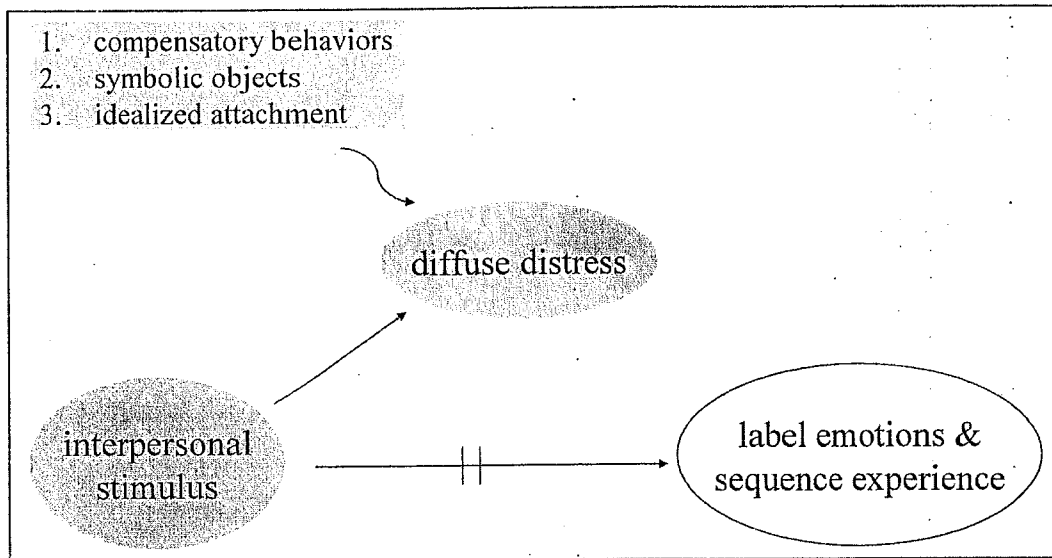 1. compensatory behaviors
2. symbolic objects
3. idealized attachment
diffuse distress
interpersonal
stimulus
label emotions &
sequence experience